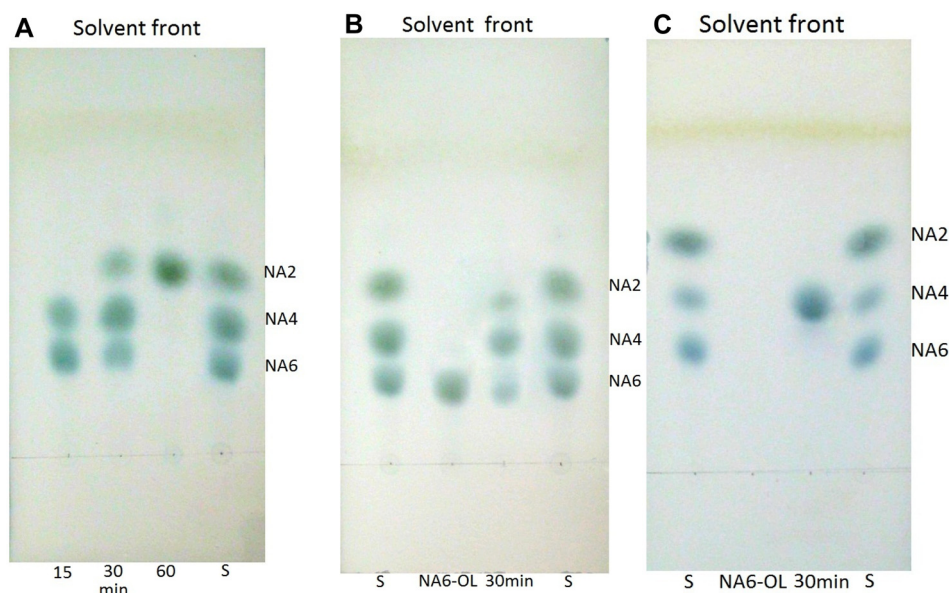 A Solvent front
NA2
NA4
NA6
15 30 60 S
min
B Solvent front
NA2
NA4
NA6
S NA6-OL 30min S
C Solvent front
NA2
NA4
NA6
S NA6-OL 30min S